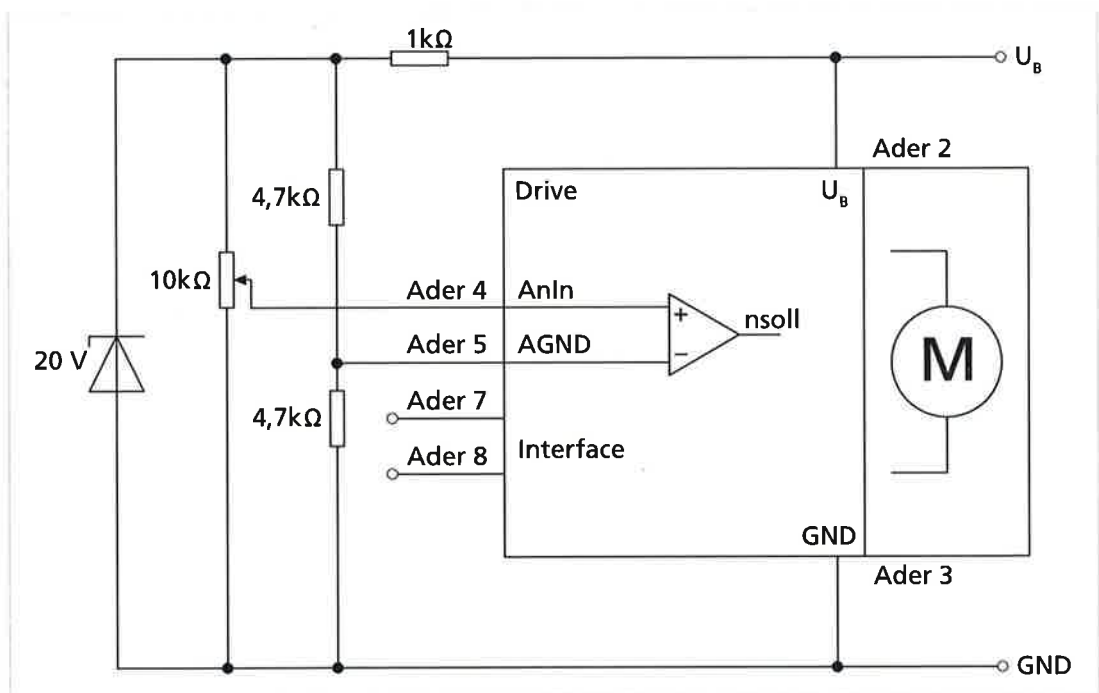 1kΩ
U_B
Ader 2
4,7kΩ
Drive
U_B
10kΩ
Ader 4
AnIn
+
nsoll
20 V
Ader 5
AGND
−
M
4,7kΩ
Ader 7
Ader 8
Interface
GND
Ader 3
GND